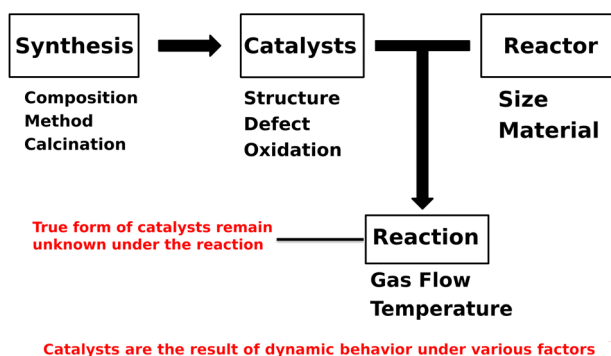 Synthesis
Catalysts
Reactor
Composition
Method
Calcination
Structure
Defect
Oxidation
Size
Material
True form of catalysts remain
unknown under the reaction
Reaction
Gas Flow
Temperature
Catalysts are the result of dynamic behavior under various factors